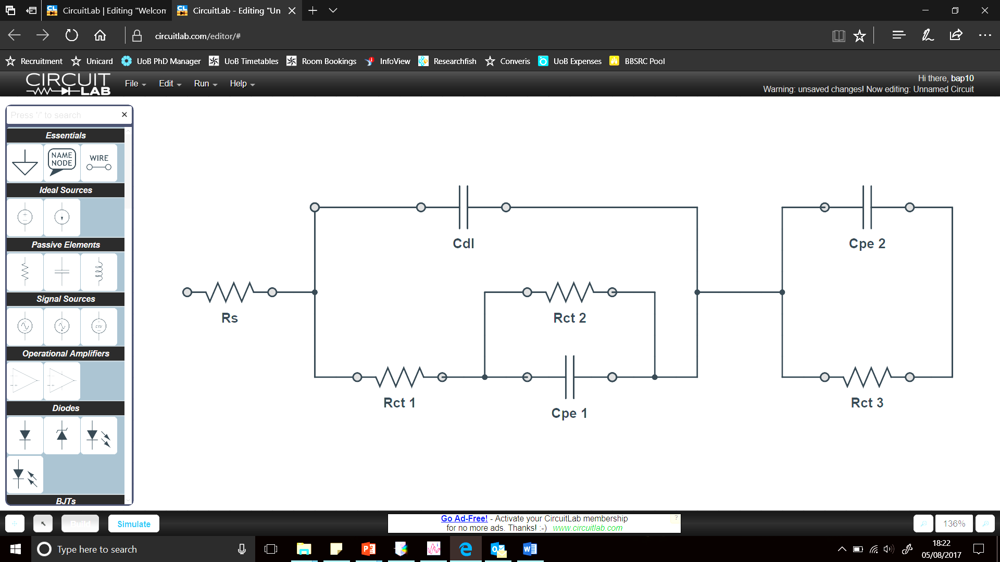 CircuitLab | Editing "Welcom
CircuitLab - Editing "Un
circuitlab.com/editor/#
Recruitment Unicard UoB PhD Manager UoB Timetables Room Bookings InfoView Researchfish Converis UoB Expenses BBSRC Pool
CIRCUIT
LAB
File Edit Run Help
Hi there, bap10
Warning: unsaved changes! Now editing: Unnamed Circuit
Press '/' to search
Essentials
NAME
NODE
WIRE
Ideal Sources
Passive Elements
Signal Sources
CSV
Operational Amplifiers
Diodes
BJTs
Cdl
Cpe 2
Rs
Rct 2
Rct 1
Cpe 1
Rct 3
Build
Simulate
Go Ad-Free! - Activate your CircuitLab membership
for no more ads. Thanks! :-) www.circuitlab.com
?
136%
Type here to search
18:22
05/08/2017